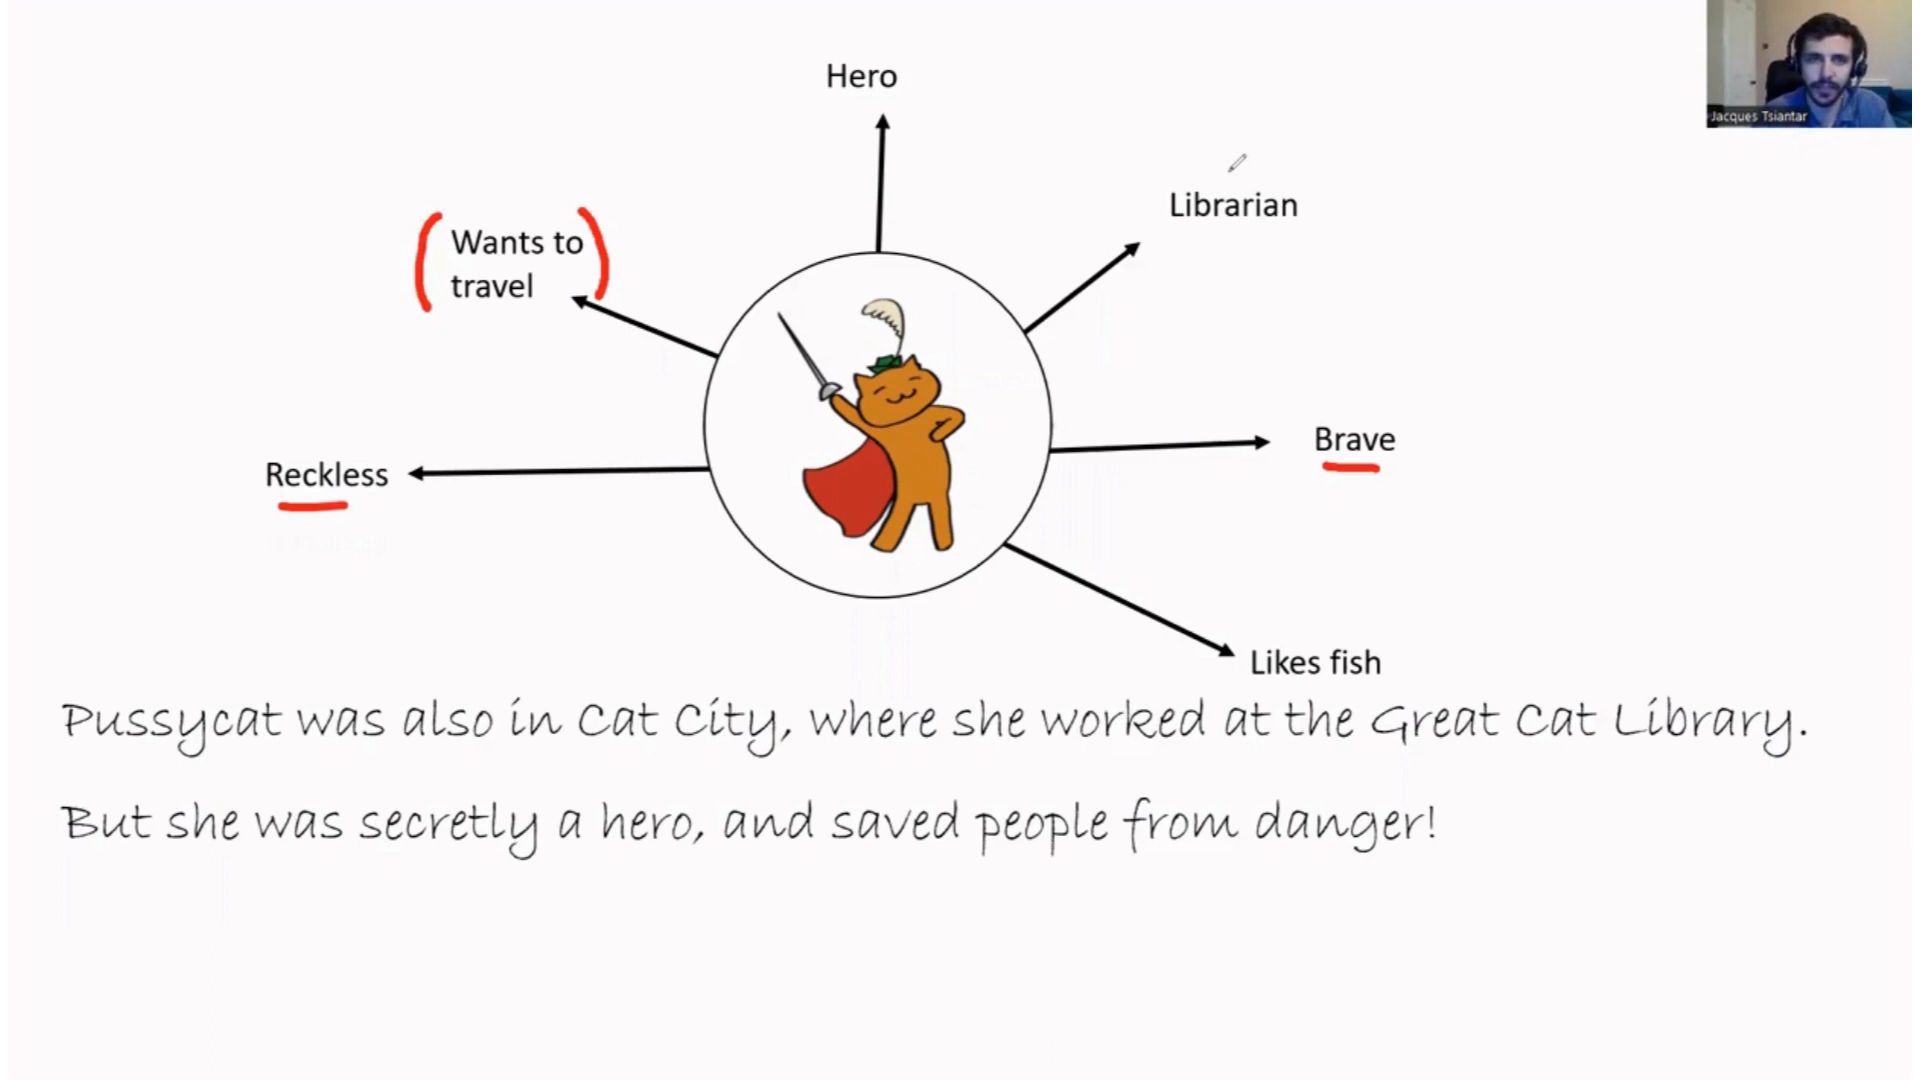 Hero
Jacques Tsiantar
Librarian
Wants to
travel
Brave
Reckless
Likes fish
Pussycat was also in Cat City, where she worked at the Great Cat Library.
But she was secretly a hero, and saved people from danger!